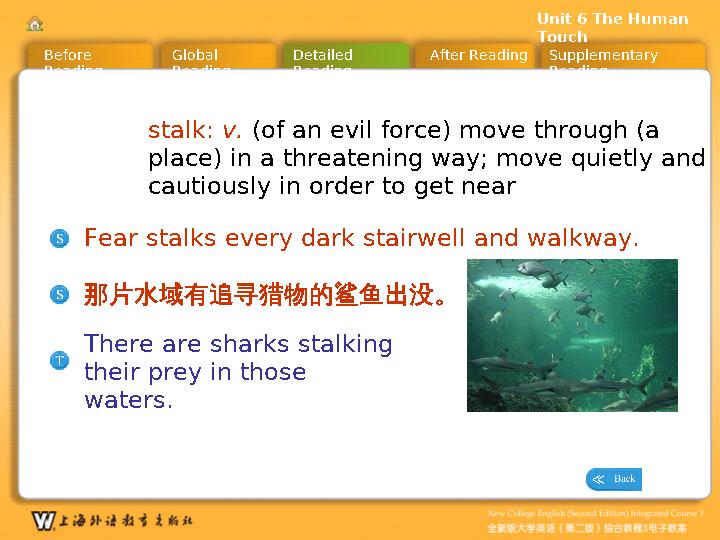 Unit 6 The Human
Touch
Before
Reading
Global
Reading
Detailed
Reading
After Reading
Supplementary
Reading
stalk: v. (of an evil force) move through (a
place) in a threatening way; move quietly and
cautiously in order to get near
S
Fear stalks every dark stairwell and walkway.
S
那片水域有追寻猎物的鲨鱼出没。
T
There are sharks stalking
their prey in those
waters.
≪ Back
W 上海外语教育出版社
New College English (Second Edition) Integrated Course 3
全新版大学英语（第二版）综合教程3电子教案